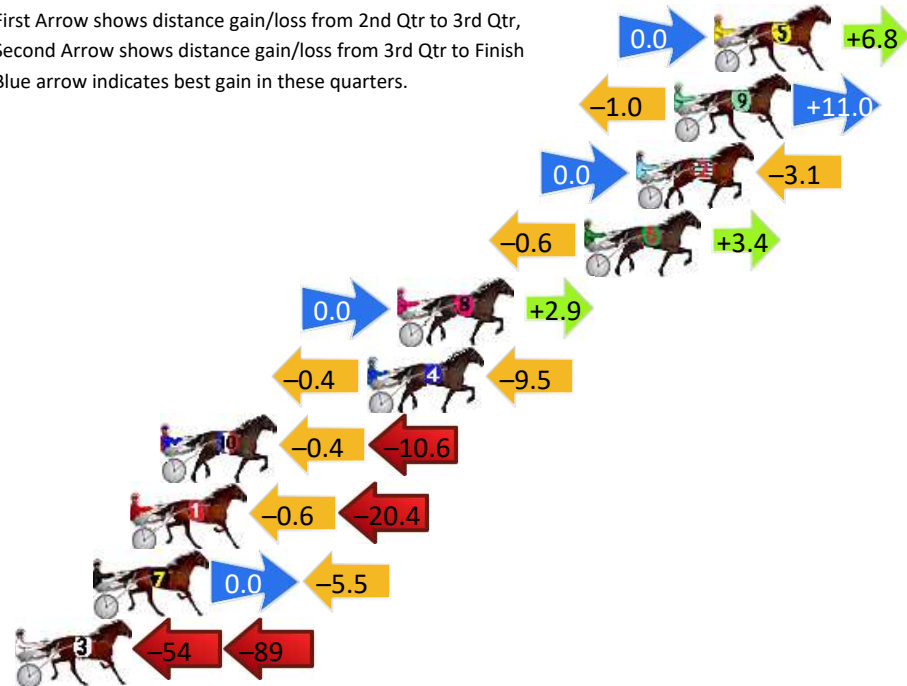 First Arrow shows distance gain/loss from 2nd Qtr to 3rd Qtr,
Second Arrow shows distance gain/loss from 3rd Qtr to Finish
Blue arrow indicates best gain in these quarters.
0.0 5 +6.8
–1.0 9 +11.0
0.0 2 –3.1
–0.6 6 +3.4
0.0 8 +2.9
–0.4 4 –9.5
10 –0.4 –10.6
1 –0.6 –20.4
7 0.0 –5.5
3 –54 –89